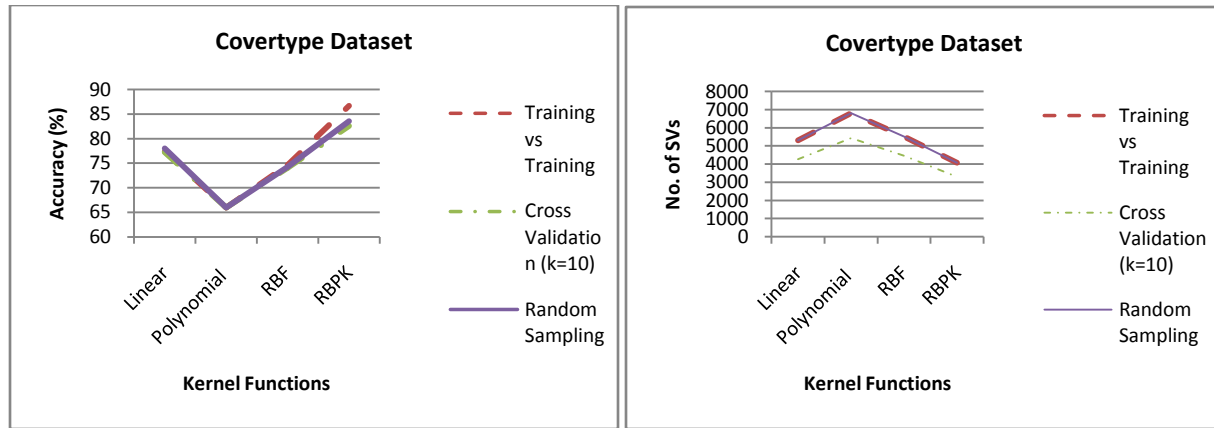 Covertype Dataset
Accuracy (%)
90
85
80
75
70
65
60
Linear
Polynomial
RBF
RBPK
Kernel Functions
Training
vs
Training
Cross
Validatio
n (k=10)
Random
Sampling
Covertype Dataset
No. of SVs
8000
7000
6000
5000
4000
3000
2000
1000
0
Linear
Polynomial
RBF
RBPK
Kernel Functions
Training
vs
Training
Cross
Validation
(k=10)
Random
Sampling